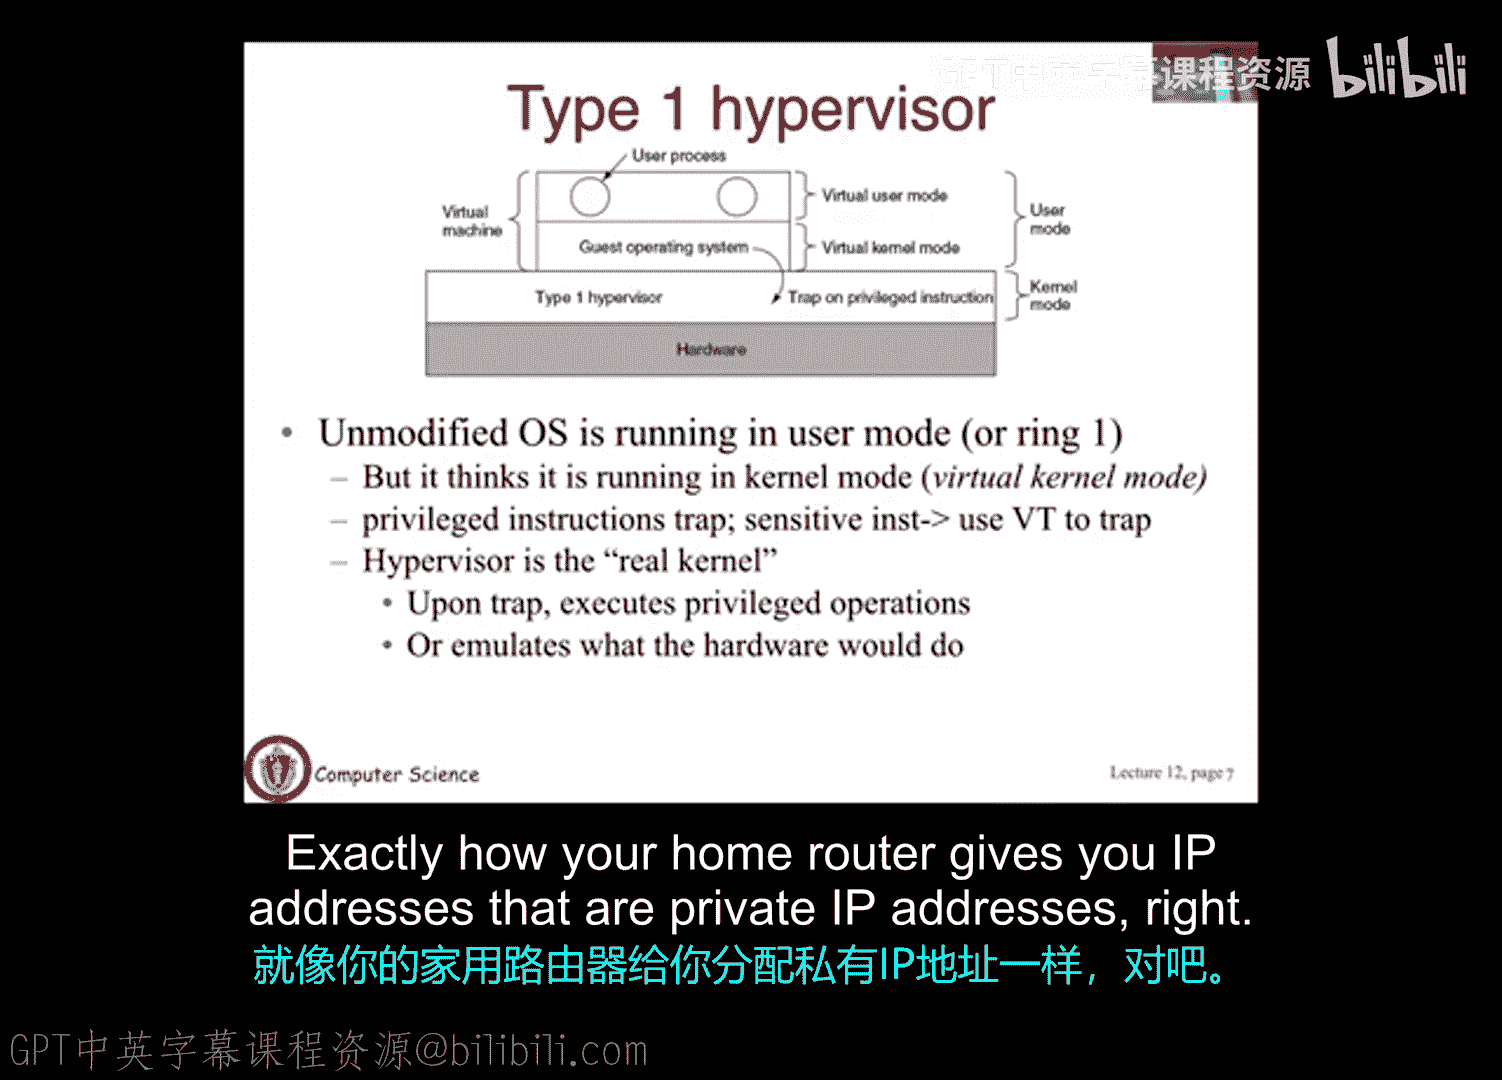 课程资源 bilibili
Type 1 hypervisor
User process
Virtual machine
Virtual user mode
User mode
Guest operating system
Virtual kernel mode
Type 1 hypervisor
Trap on privileged instruction
Kernel mode
Hardware
• Unmodified OS is running in user mode (or ring 1)
– But it thinks it is running in kernel mode (virtual kernel mode)
– privileged instructions trap; sensitive inst-> use VT to trap
– Hypervisor is the “real kernel”
• Upon trap, executes privileged operations
• Or emulates what the hardware would do
Computer Science
Lecture 12, page 7
Exactly how your home router gives you IP
addresses that are private IP addresses, right.
就像你的家用路由器给你分配私有IP地址一样，对吧。
GPT中英字幕课程资源@bilibili.com